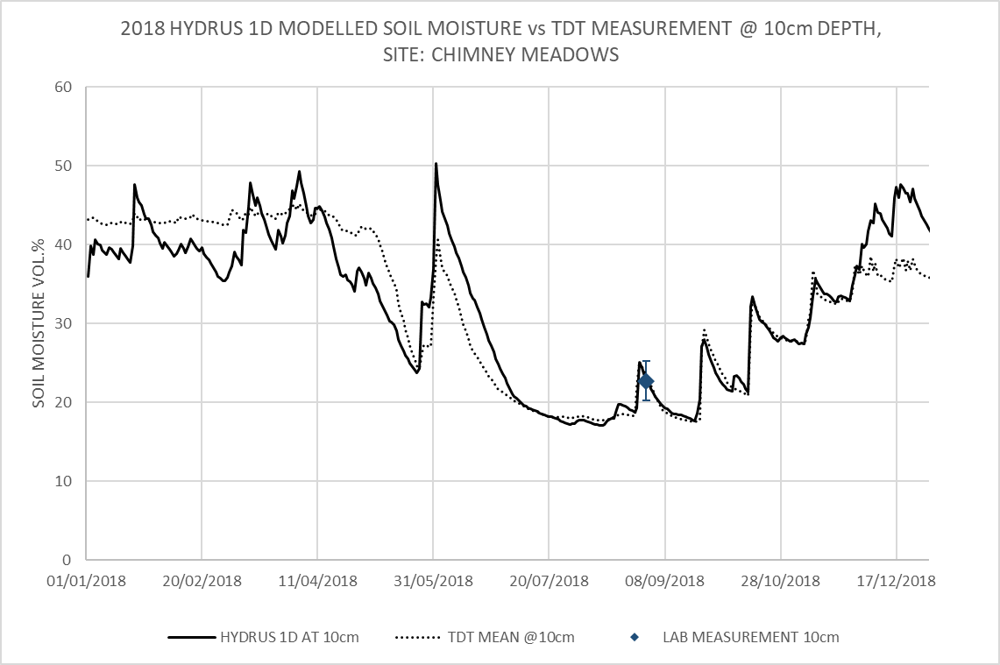 2018 HYDRUS 1D MODELLED SOIL MOISTURE vs TDT MEASUREMENT @ 10cm DEPTH,
SITE: CHIMNEY MEADOWS
SOIL MOISTURE VOL.%
60
50
40
30
20
10
0
01/01/2018 20/02/2018 11/04/2018 31/05/2018 20/07/2018 08/09/2018 28/10/2018 17/12/2018
HYDRUS 1D AT 10cm TDT MEAN @10cm LAB MEASUREMENT 10cm